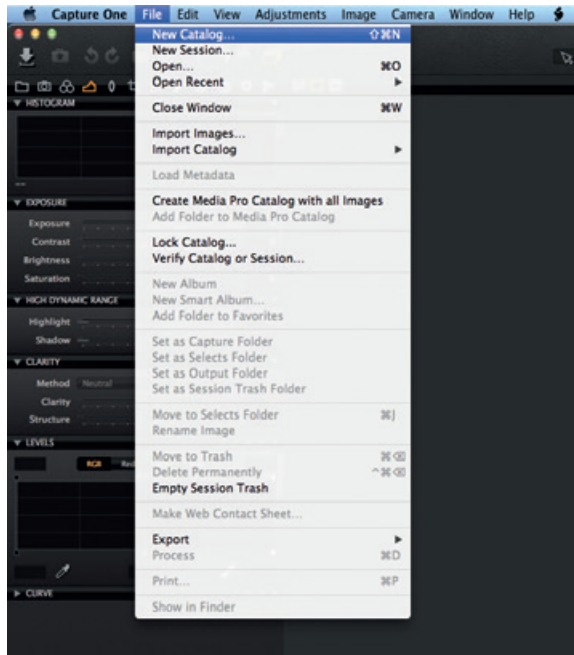 Capture One File Edit View Adjustments Image Camera Window Help
New Catalog... ⇧⌘N
New Session...
Open... ⌘O
Open Recent ▶
Close Window ⌘W
Import Images...
Import Catalog ▶
Load Metadata
Create Media Pro Catalog with all Images
Add Folder to Media Pro Catalog
Lock Catalog...
Verify Catalog or Session...
New Album
New Smart Album...
Add Folder to Favorites
Set as Capture Folder
Set as Selects Folder
Set as Output Folder
Set as Session Trash Folder
Move to Selects Folder ⌘J
Rename Image
Move to Trash ⌘⌫
Delete Permanently ^⌘⌫
Empty Session Trash
Make Web Contact Sheet...
Export ▶
Process ⌘D
Print... ⌘P
Show in Finder
HISTOGRAM
--
EXPOSURE
Exposure
Contrast
Brightness
Saturation
HIGH DYNAMIC RANGE
Highlight
Shadow
CLARITY
Method Neutral
Clarity
Structure
LEVELS
RGB Red
CURVE